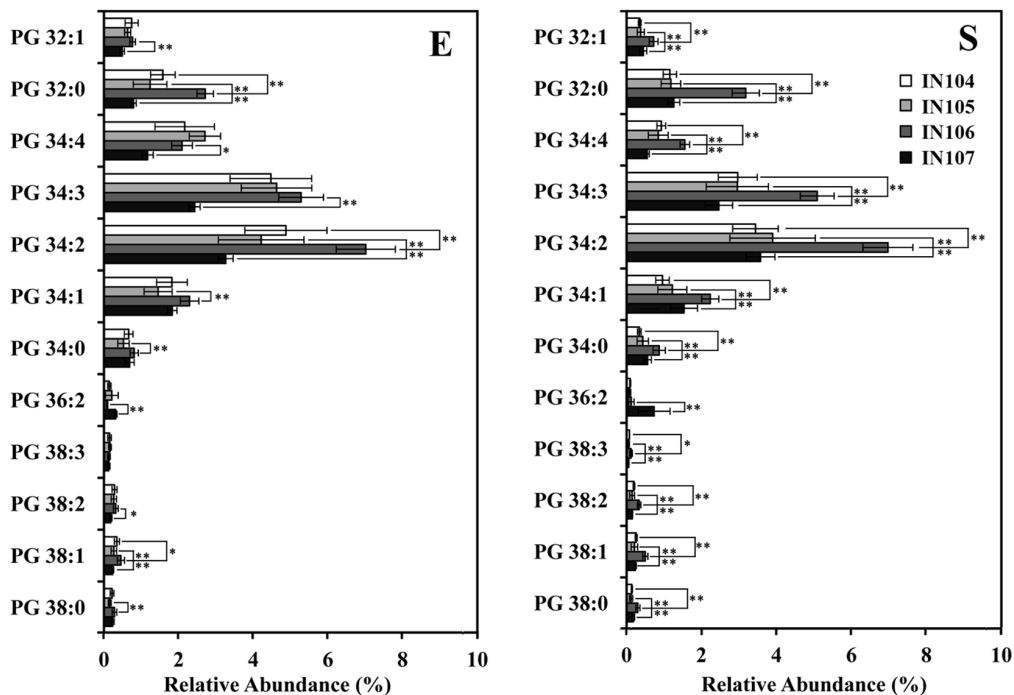 E
PG 32:1
**
PG 32:0
**
**
**
PG 34:4
*
PG 34:3
**
PG 34:2
**
**
**
PG 34:1
**
PG 34:0
**
PG 36:2
**
PG 38:3
PG 38:2
*
PG 38:1
*
**
**
PG 38:0
**
0 2 4 6 8 10
Relative Abundance (%)
S
IN104
IN105
IN106
IN107
PG 32:1
**
**
**
PG 32:0
**
**
**
PG 34:4
**
**
**
PG 34:3
**
**
**
PG 34:2
**
**
**
PG 34:1
**
**
**
PG 34:0
**
**
**
PG 36:2
**
PG 38:3
*
**
**
PG 38:2
**
**
**
PG 38:1
**
**
**
PG 38:0
**
**
**
0 2 4 6 8 10
Relative Abundance (%)